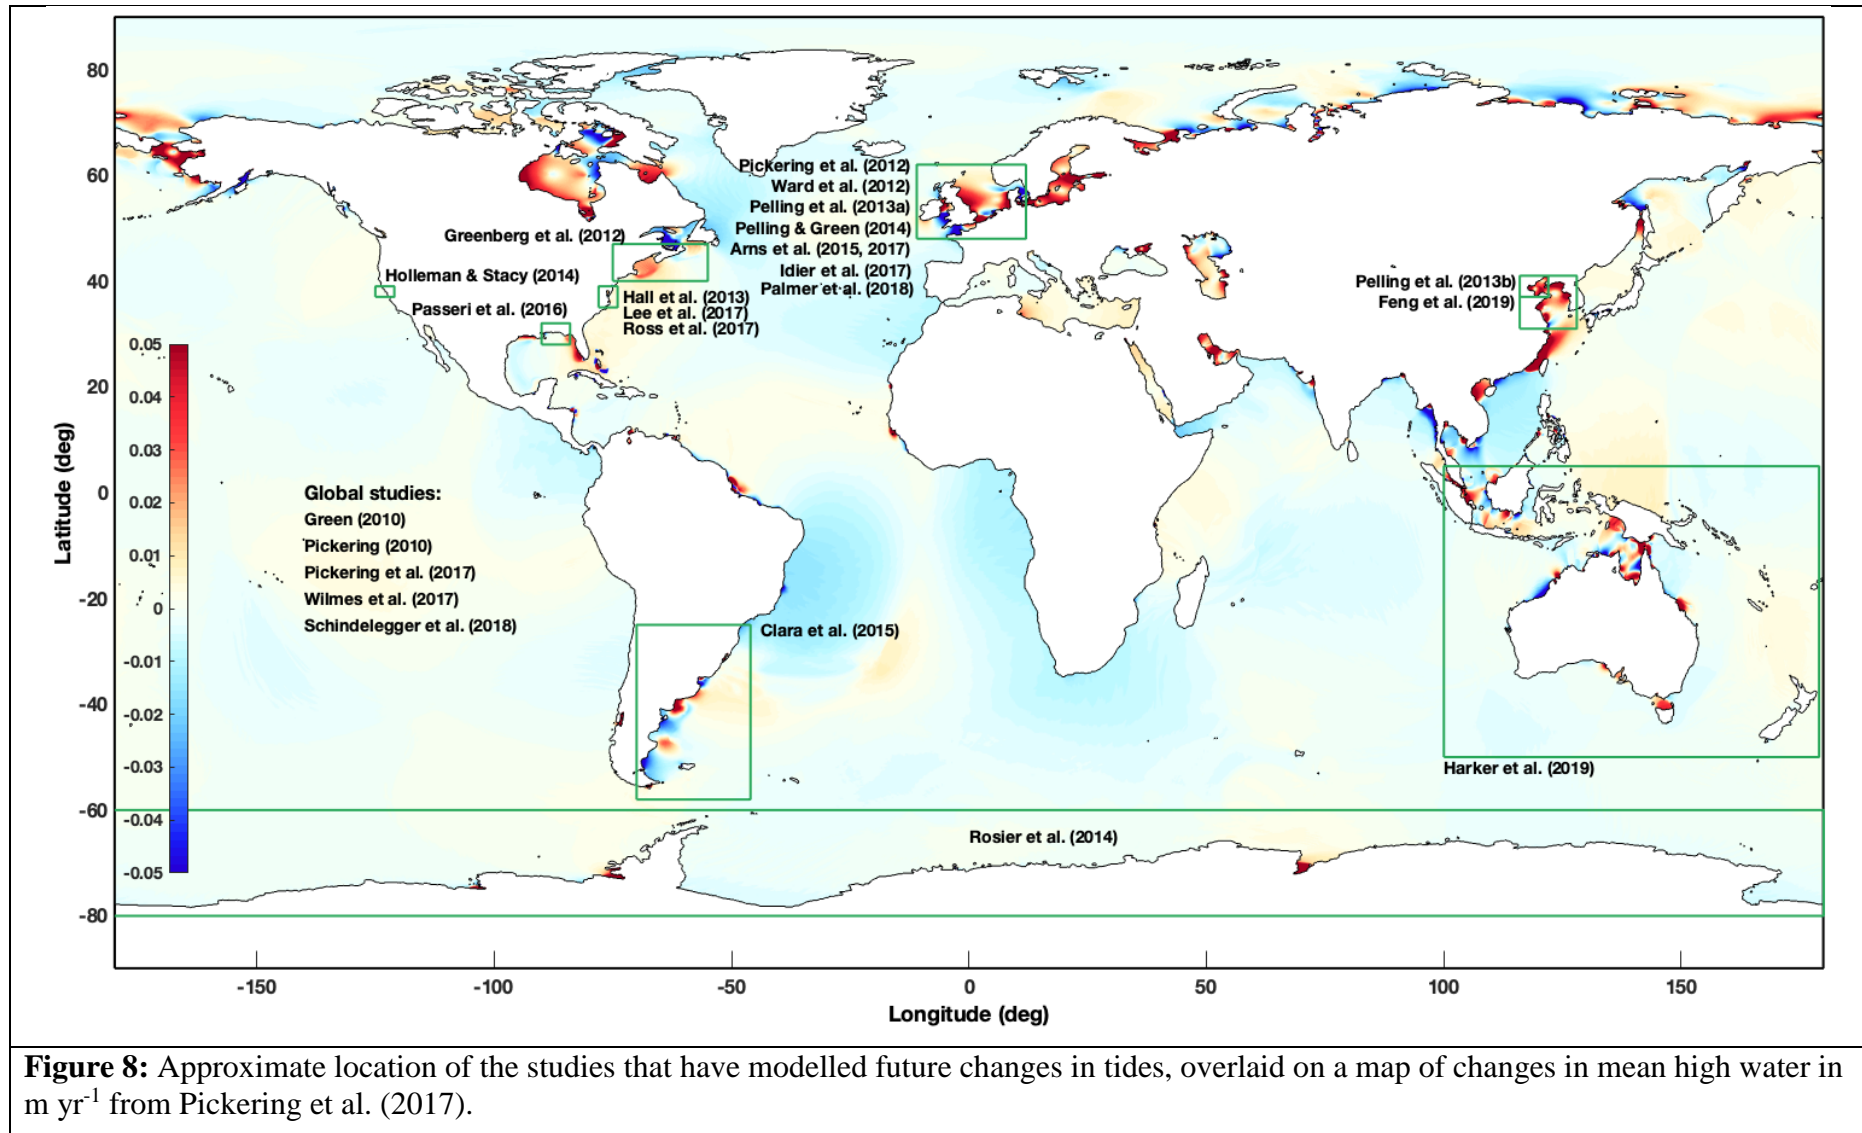 80
60
40
20
0
-20
-40
-60
-80
Latitude (deg)
0.05
0.04
0.03
0.02
0.01
0
-0.01
-0.02
-0.03
-0.04
-0.05
Pickering et al. (2012)
Ward et al. (2012)
Pelling et al. (2013a)
Pelling & Green (2014)
Arns et al. (2015, 2017)
Idier et al. (2017)
Palmer et al. (2018)
Greenberg et al. (2012)
Holleman & Stacy (2014)
Passeri et al. (2016)
Hall et al. (2013)
Lee et al. (2017)
Ross et al. (2017)
Pelling et al. (2013b)
Feng et al. (2019)
Global studies:
Green (2010)
Pickering (2010)
Pickering et al. (2017)
Wilmes et al. (2017)
Schindelegger et al. (2018)
Clara et al. (2015)
Harker et al. (2019)
Rosier et al. (2014)
-150
-100
-50
0
50
100
150
Longitude (deg)
Figure 8: Approximate location of the studies that have modelled future changes in tides, overlaid on a map of changes in mean high water in
m yr-1 from Pickering et al. (2017).